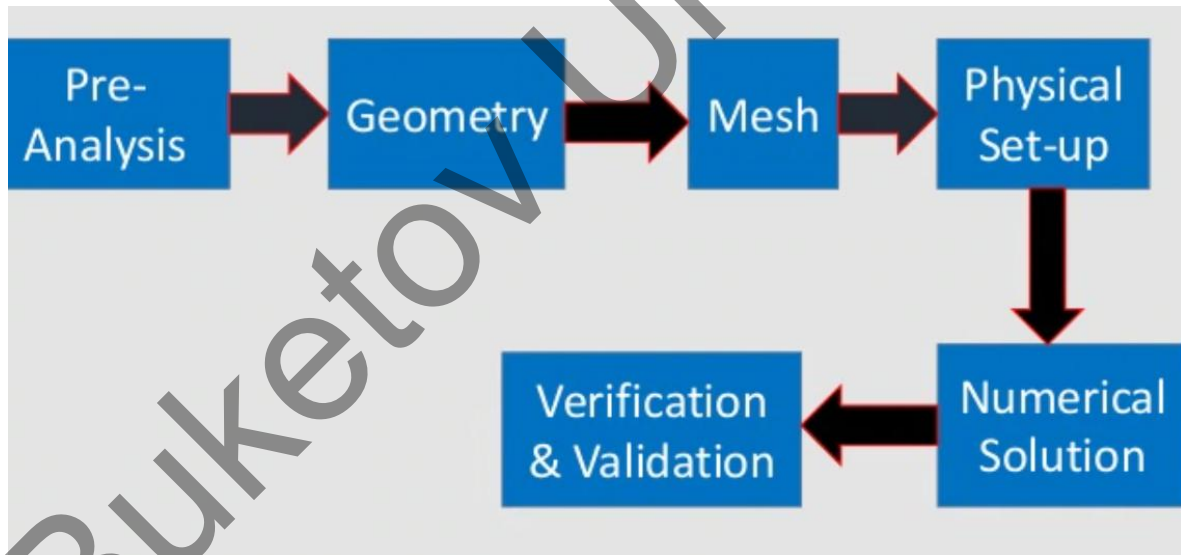 Pre-
Analysis
Geometry
Mesh
Physical
Set-up
Numerical
Solution
Verification
& Validation
Buketov